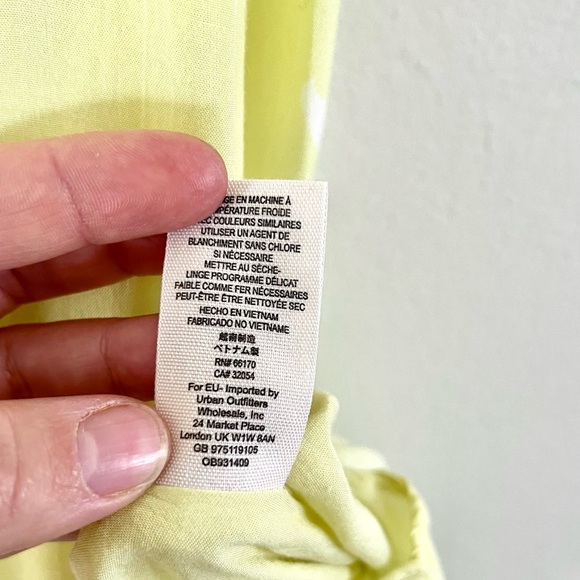 EN MACHINE À
TEMPÉRATURE FROIDE
COULEURS SIMILAIRES
UTILISER UN AGENT DE
BLANCHIMENT SANS CHLORE
SI NÉCESSAIRE
METTRE AU SÈCHE-
LINGE PROGRAMME DÉLICAT
FAIBLE COMME FER NÉCESSAIRES
PEUT-ÊTRE ÊTRE NETTOYÉE SEC
HECHO EN VIETNAM
FABRICADO NO VIETNAME
越南制造
ベトナム製
RN# 66170
CA# 32054
For EU- Imported by
Urban Outfitters
Wholesale, Inc
24 Market Place
London UK W1W 8AN
GB 975119105
OB931409